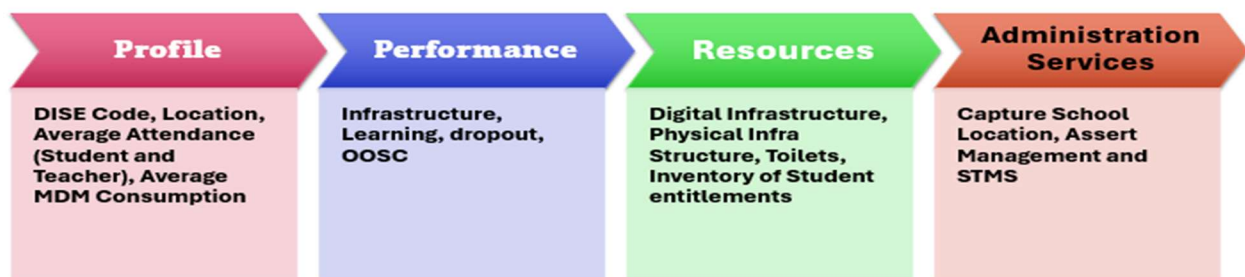 Profile
DISE Code, Location,
Average Attendance
(Student and
Teacher), Average
MDM Consumption
Performance
Infrastructure,
Learning, dropout,
OOSC
Resources
Digital Infrastructure,
Physical Infra
Structure, Toilets,
Inventory of Student
entitlements
Administration
Services
Capture School
Location, Assert
Management and
STMS